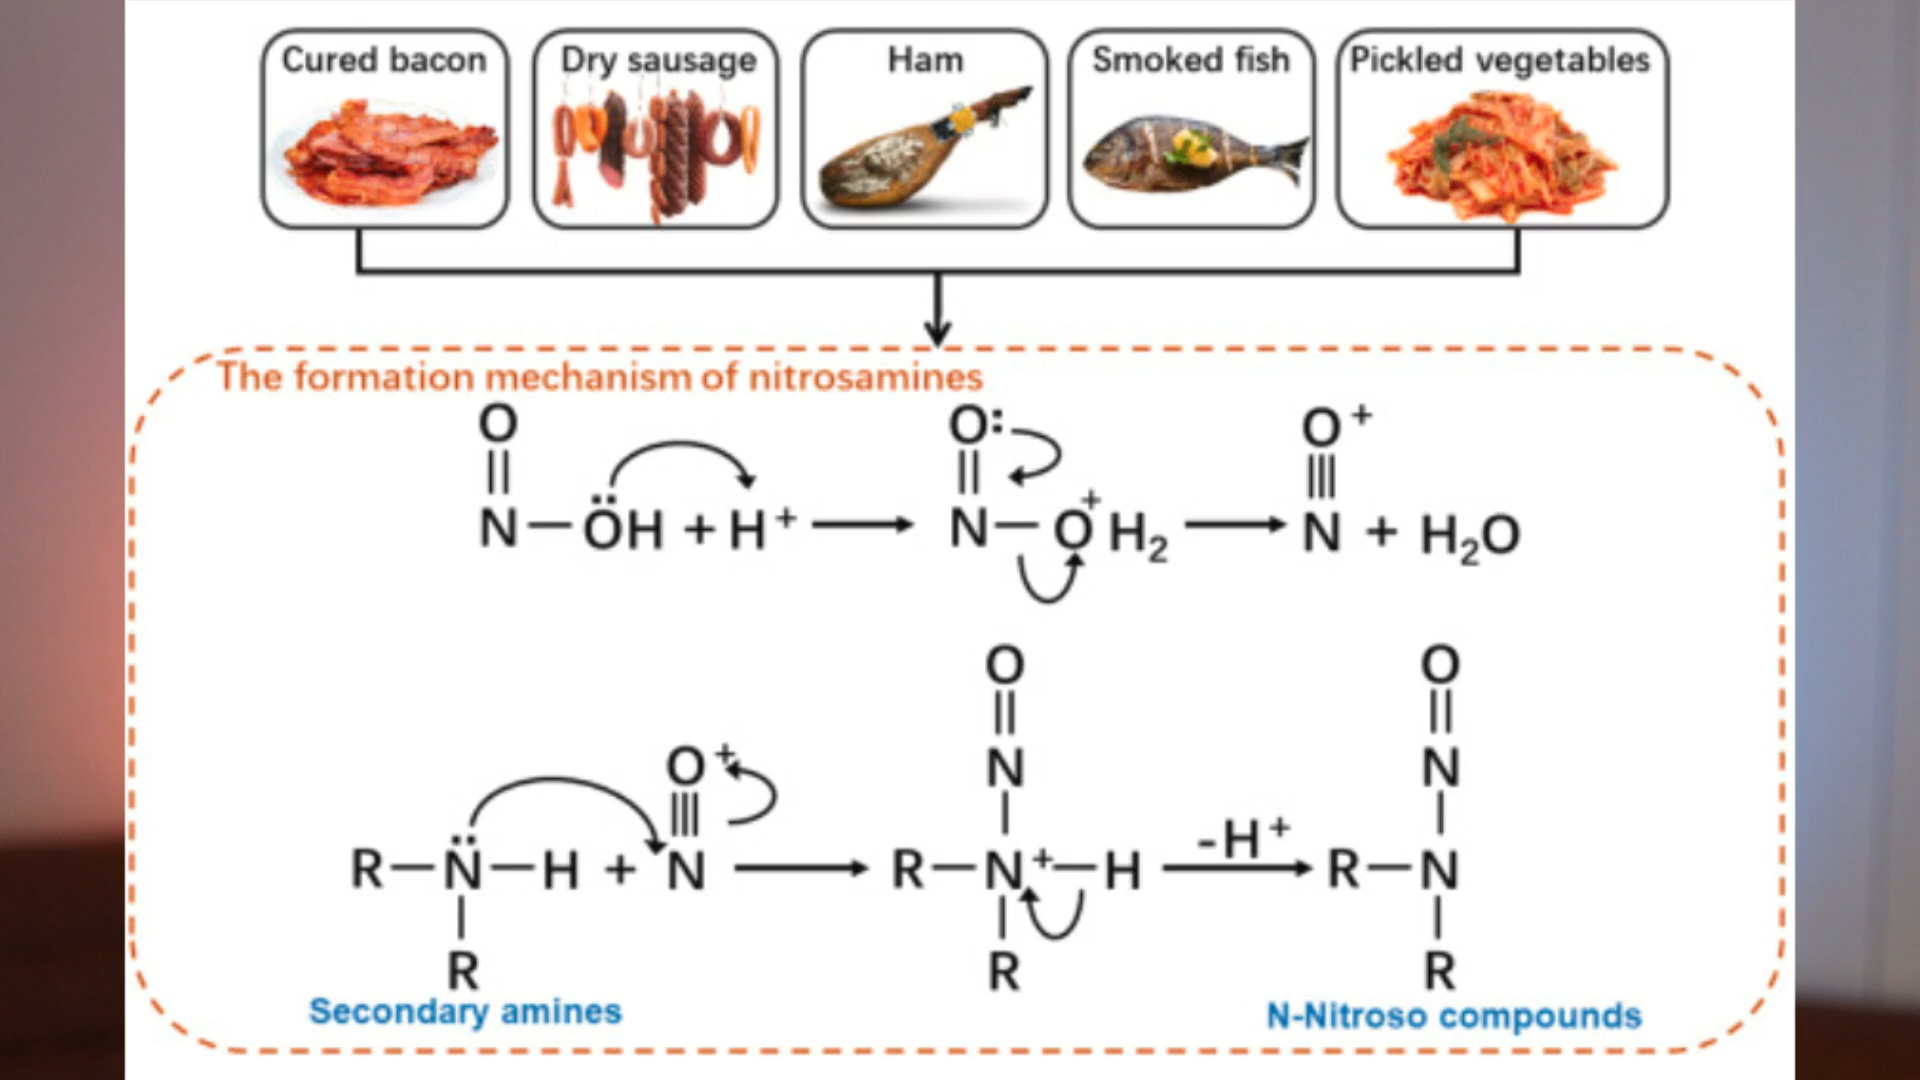 Cured bacon
Dry sausage
Ham
Smoked fish
Pickled vegetables
The formation mechanism of nitrosamines
O O: O+
N—ÖH + H+ N—O+H2 N + H2O
O O
O+ N N
R—N̈—H + N R—N+—H -H+ R—N
R R R
Secondary amines
N-Nitroso compounds